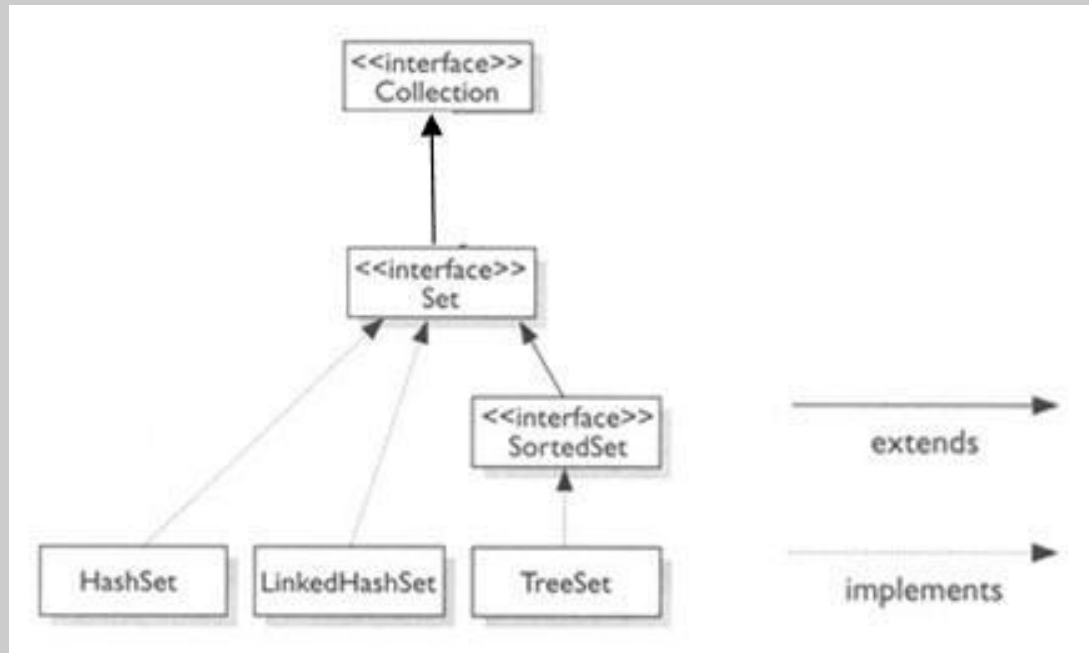 <<interface>>
Collection
<<interface>>
Set
<<interface>>
SortedSet
extends
HashSet
LinkedHashSet
TreeSet
implements